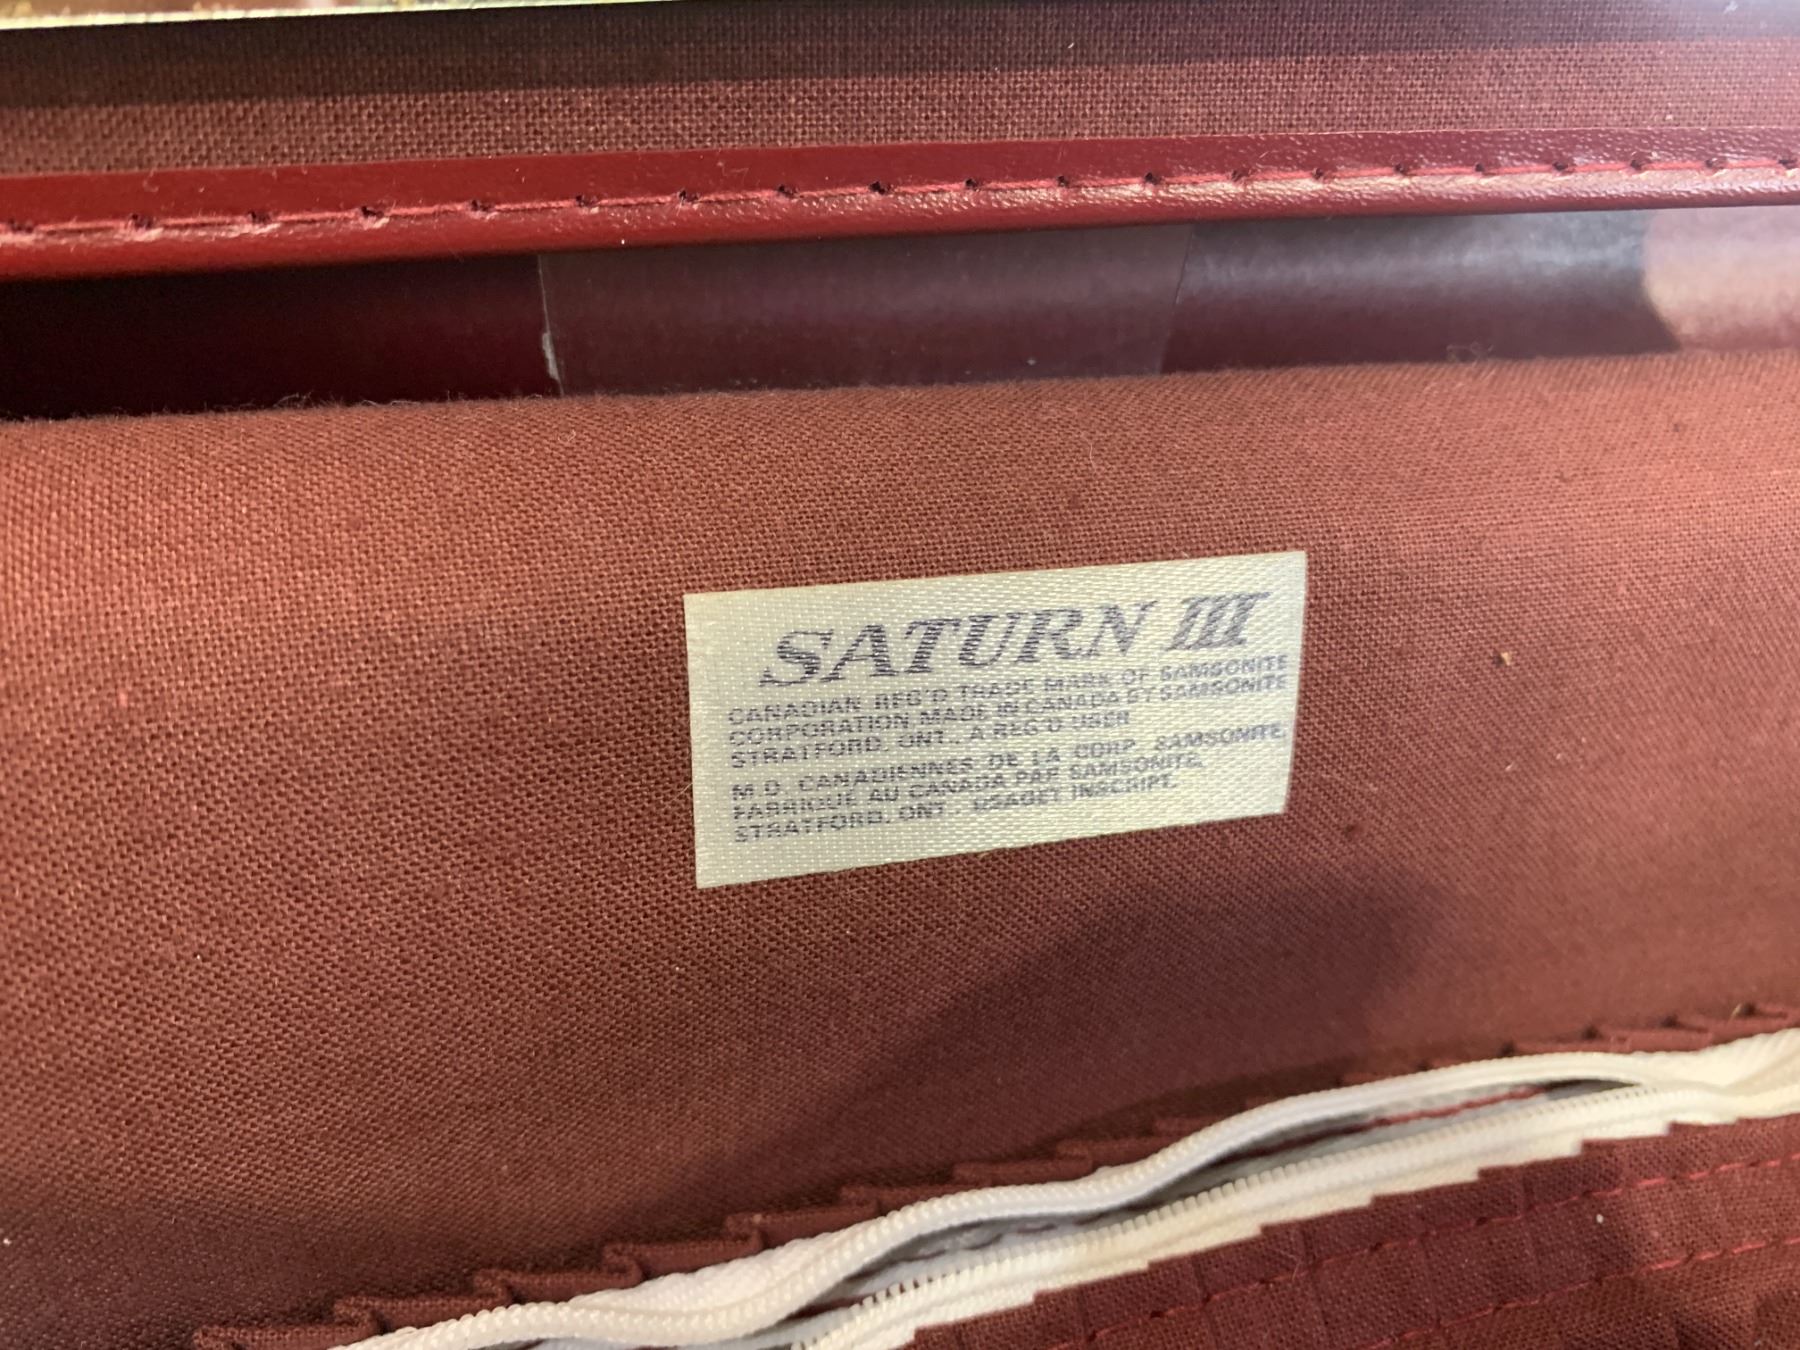 SATURN III
CANADIAN REG'D TRADE MARK OF SAMSONITE
CORPORATION MADE IN CANADA BY SAMSONITE
STRATFORD, ONT., A REG'D USER
M.D. CANADIENNES DE LA CORP. SAMSONITE,
FABRIQUÉ AU CANADA PAR SAMSONITE,
STRATFORD, ONT., USAGET INSCRIPT.